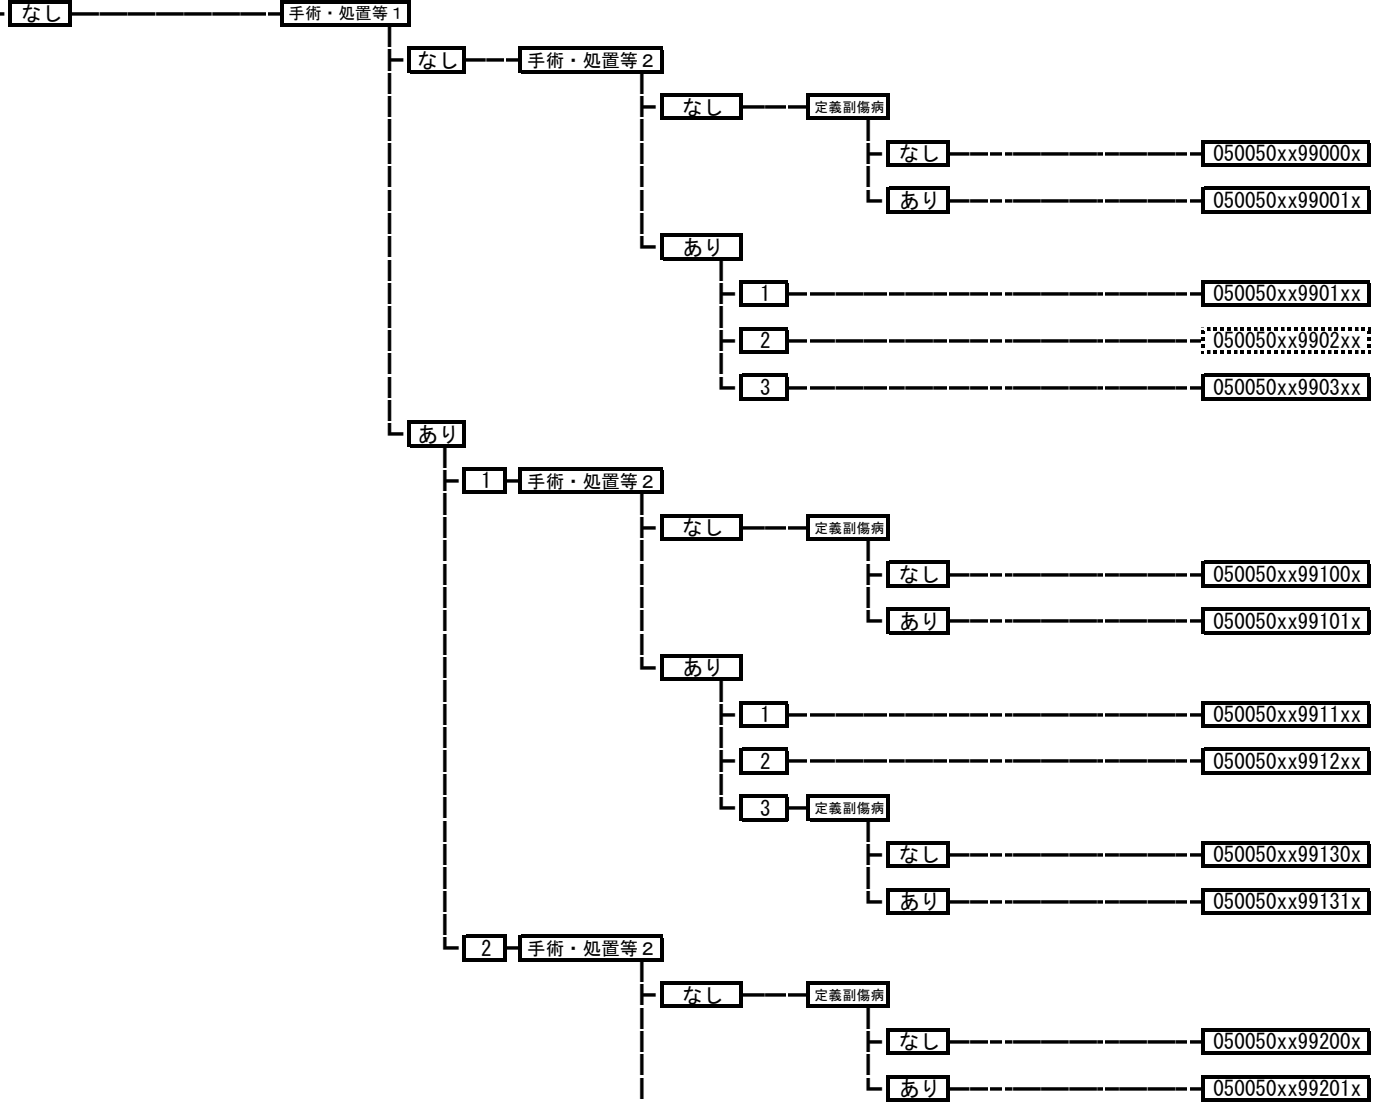 なし 手術・処置等1
なし 手術・処置等2
なし 定義副傷病
なし 050050xx99000x
あり 050050xx99001x
あり
1 050050xx9901xx
2 050050xx9902xx
3 050050xx9903xx
あり
1 手術・処置等2
なし 定義副傷病
なし 050050xx99100x
あり 050050xx99101x
あり
1 050050xx9911xx
2 050050xx9912xx
3 定義副傷病
なし 050050xx99130x
あり 050050xx99131x
2 手術・処置等2
なし 定義副傷病
なし 050050xx99200x
あり 050050xx99201x